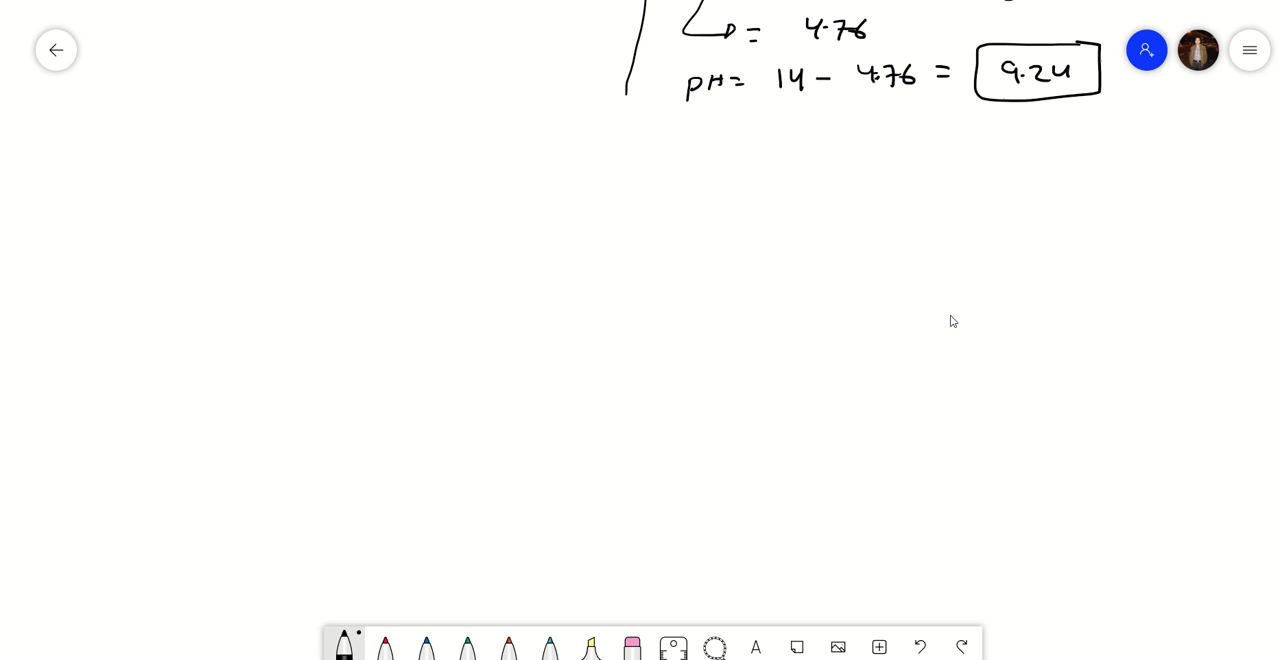 = 4.76
pH = 14 - 4.76 = 9.24
A